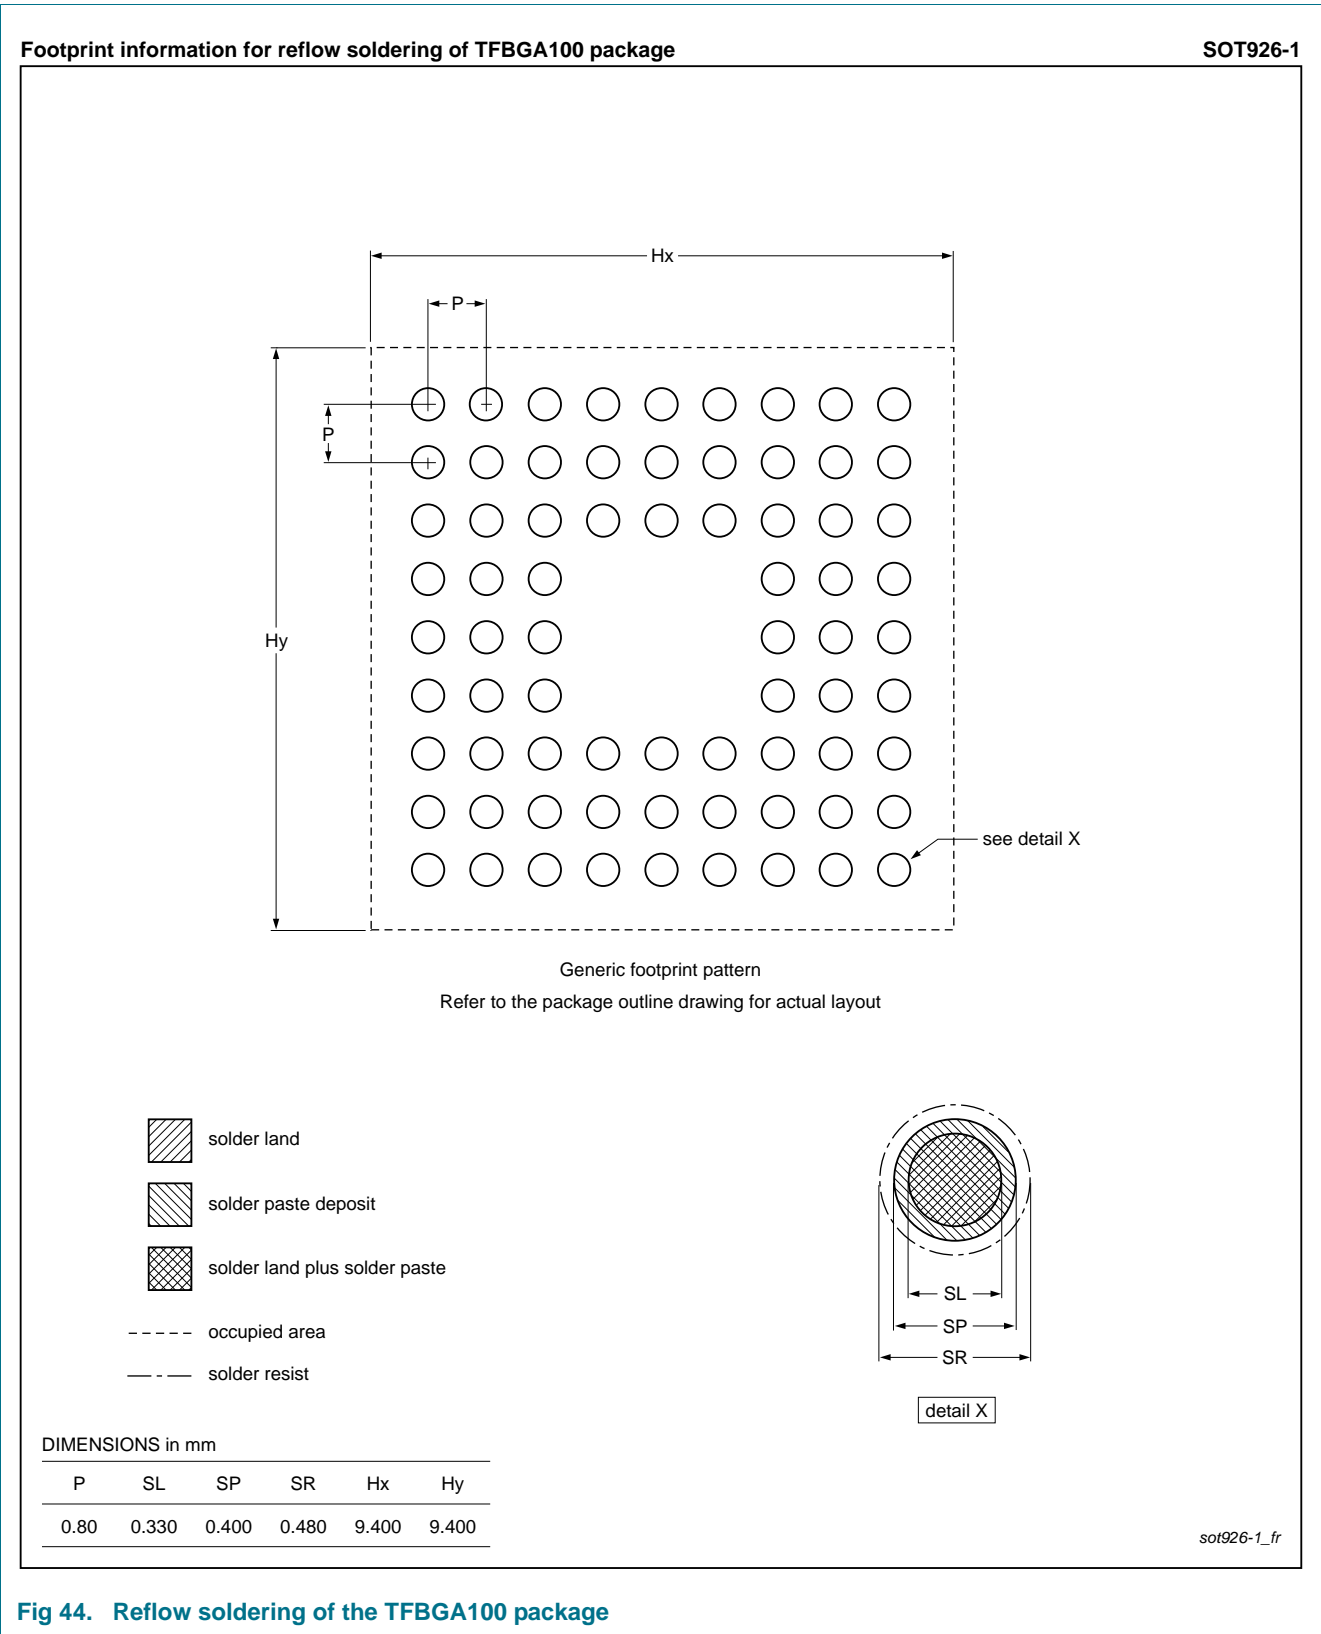 Footprint information for reflow soldering of TFBGA100 package SOT926-1
Hx
P
P
Hy
see detail X
Generic footprint pattern
Refer to the package outline drawing for actual layout
solder land
solder paste deposit
solder land plus solder paste
occupied area
solder resist
SL
SP
SR
detail X
DIMENSIONS in mm
P SL SP SR Hx Hy
0.80 0.330 0.400 0.480 9.400 9.400
sot926-1_fr
Fig 44. Reflow soldering of the TFBGA100 package